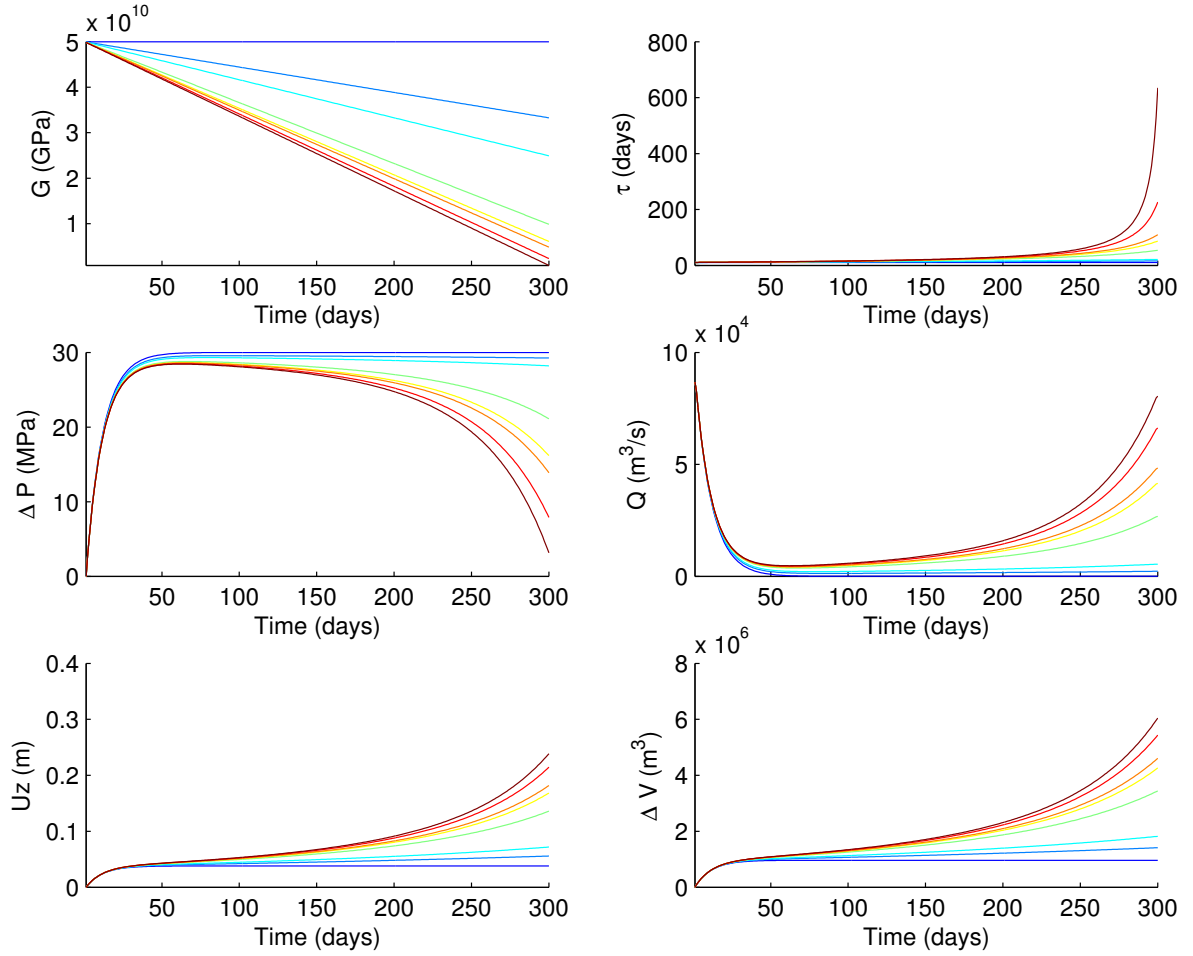 x 10^10
5
4
3
2
1
G (GPa)
50 100 150 200 250 300
Time (days)
800
600
400
200
0
τ (days)
50 100 150 200 250 300
Time (days)
30
20
10
0
Δ P (MPa)
50 100 150 200 250 300
Time (days)
x 10^4
10
5
0
Q (m^3/s)
50 100 150 200 250 300
Time (days)
0.4
0.3
0.2
0.1
0
Uz (m)
50 100 150 200 250 300
Time (days)
x 10^6
8
6
4
2
0
Δ V (m^3)
50 100 150 200 250 300
Time (days)